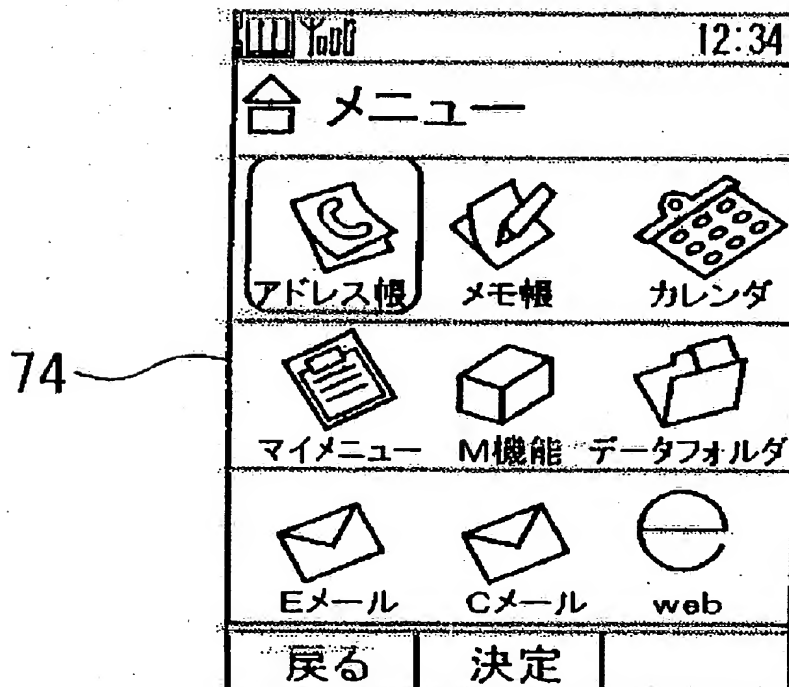 12:34
メニュー
アドレス帳 メモ帳 カレンダ
74
マイメニュー M機能 データフォルダ
Eメール Cメール web
戻る 決定